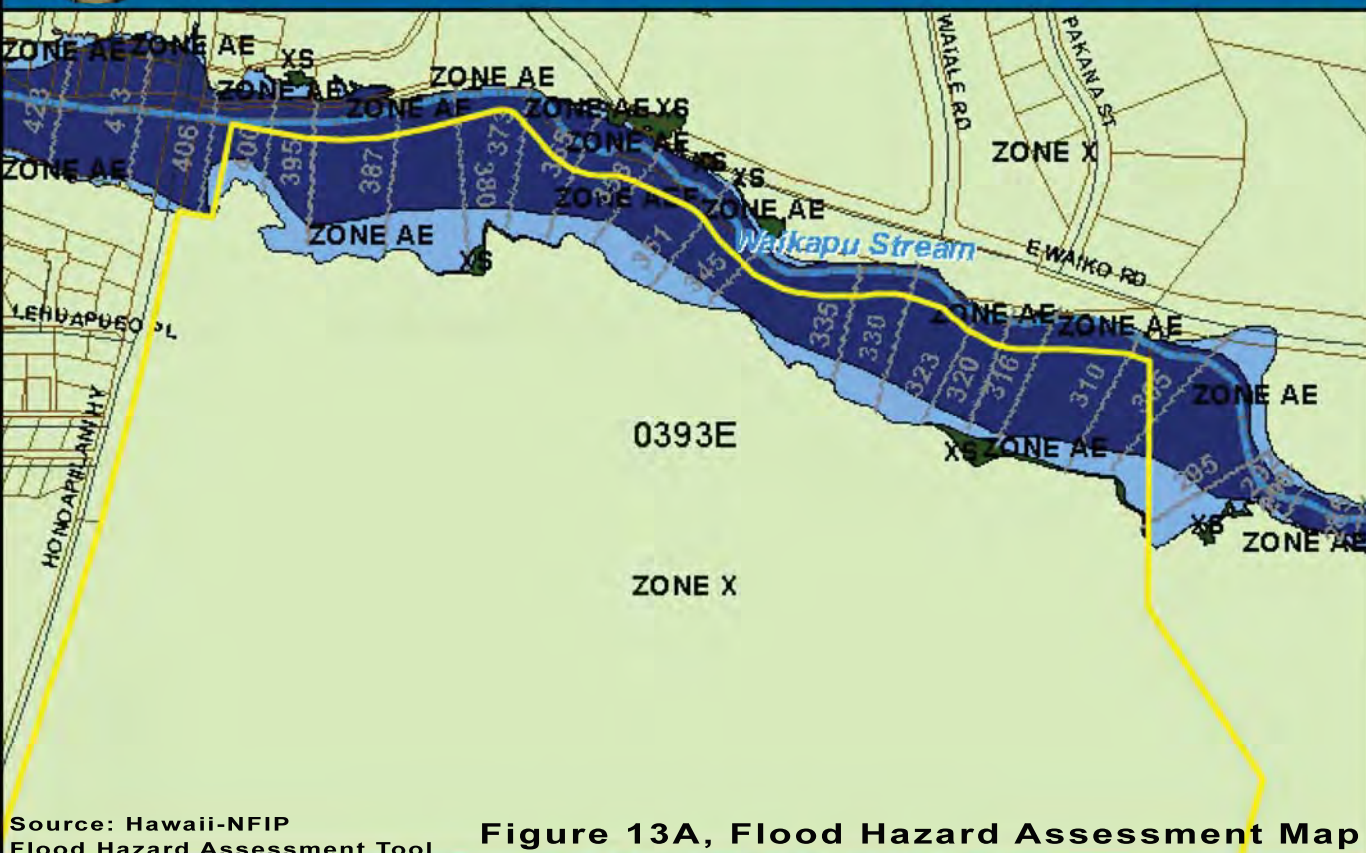 ZONE AE
ZONE AE
XS
ZONE AE
ZONE AE
ZONE AE
ZONE AE
XS
ZONE AE
XS
ZONE AE
ZONE AE
ZONE AE
ZONE AE
XS
WAIALE RD
PAKANA ST
ZONE X
Waikapu Stream
E WAIKO RD
423
413
406
400
395
387
380
373
361
345
335
330
323
320
316
310
305
295
LEHUAPUEO PL
HONOAPIILANI HY
ZONE AE
ZONE AE
ZONE AE
XS
ZONE AE
XS
ZONE AE
0393E
ZONE X
Source: Hawaii-NFIP
Flood Hazard Assessment Tool
Figure 13A, Flood Hazard Assessment Map